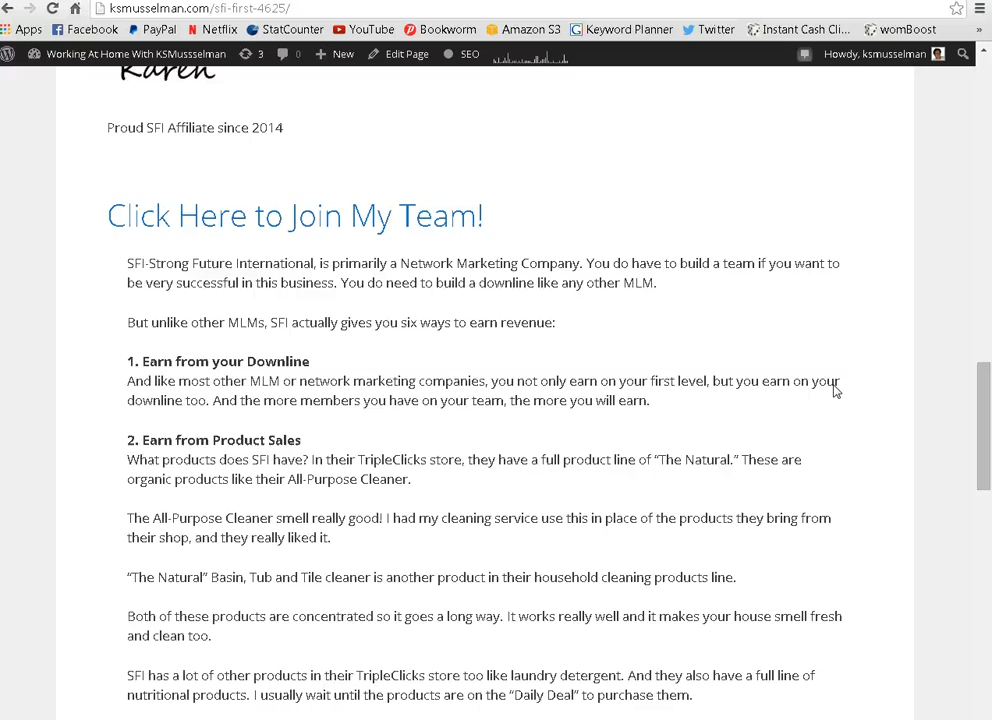 ksmusselman.com/sfi-first-4625/
Apps Facebook PayPal Netflix StatCounter YouTube Bookworm Amazon S3 Keyword Planner Twitter Instant Cash Cli... womBoost »
Working At Home With KSMussselman 3 0 New Edit Page SEO Howdy, ksmusselman
Karen
Proud SFI Affiliate since 2014
Click Here to Join My Team!
SFI-Strong Future International, is primarily a Network Marketing Company. You do have to build a team if you want to
be very successful in this business. You do need to build a downline like any other MLM.
But unlike other MLMs, SFI actually gives you six ways to earn revenue:
1. Earn from your Downline
And like most other MLM or network marketing companies, you not only earn on your first level, but you earn on your
downline too. And the more members you have on your team, the more you will earn.
2. Earn from Product Sales
What products does SFI have? In their TripleClicks store, they have a full product line of “The Natural.” These are
organic products like their All-Purpose Cleaner.
The All-Purpose Cleaner smell really good! I had my cleaning service use this in place of the products they bring from
their shop, and they really liked it.
“The Natural” Basin, Tub and Tile cleaner is another product in their household cleaning products line.
Both of these products are concentrated so it goes a long way. It works really well and it makes your house smell fresh
and clean too.
SFI has a lot of other products in their TripleClicks store too like laundry detergent. And they also have a full line of
nutritional products. I usually wait until the products are on the “Daily Deal” to purchase them.